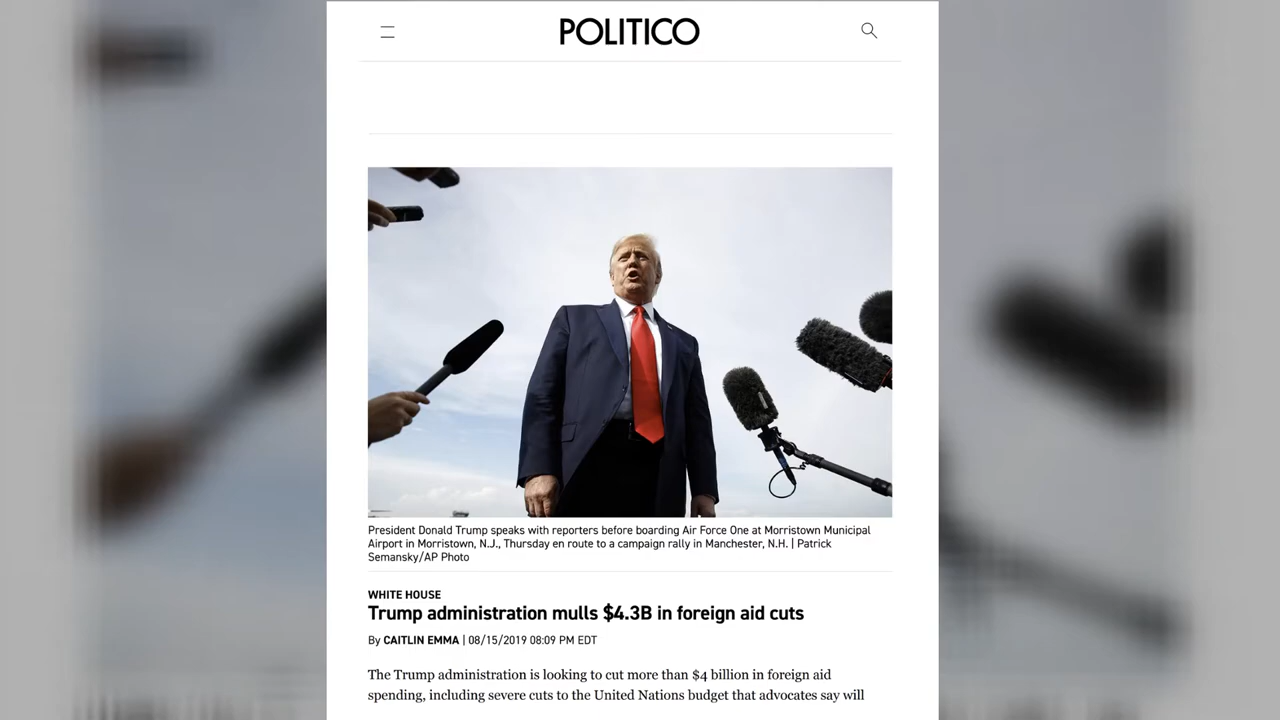 POLITICO
President Donald Trump speaks with reporters before boarding Air Force One at Morristown Municipal
Airport in Morristown, N.J., Thursday en route to a campaign rally in Manchester, N.H. | Patrick
Semansky/AP Photo
WHITE HOUSE
Trump administration mulls $4.3B in foreign aid cuts
By CAITLIN EMMA | 08/15/2019 08:09 PM EDT
The Trump administration is looking to cut more than $4 billion in foreign aid
spending, including severe cuts to the United Nations budget that advocates say will